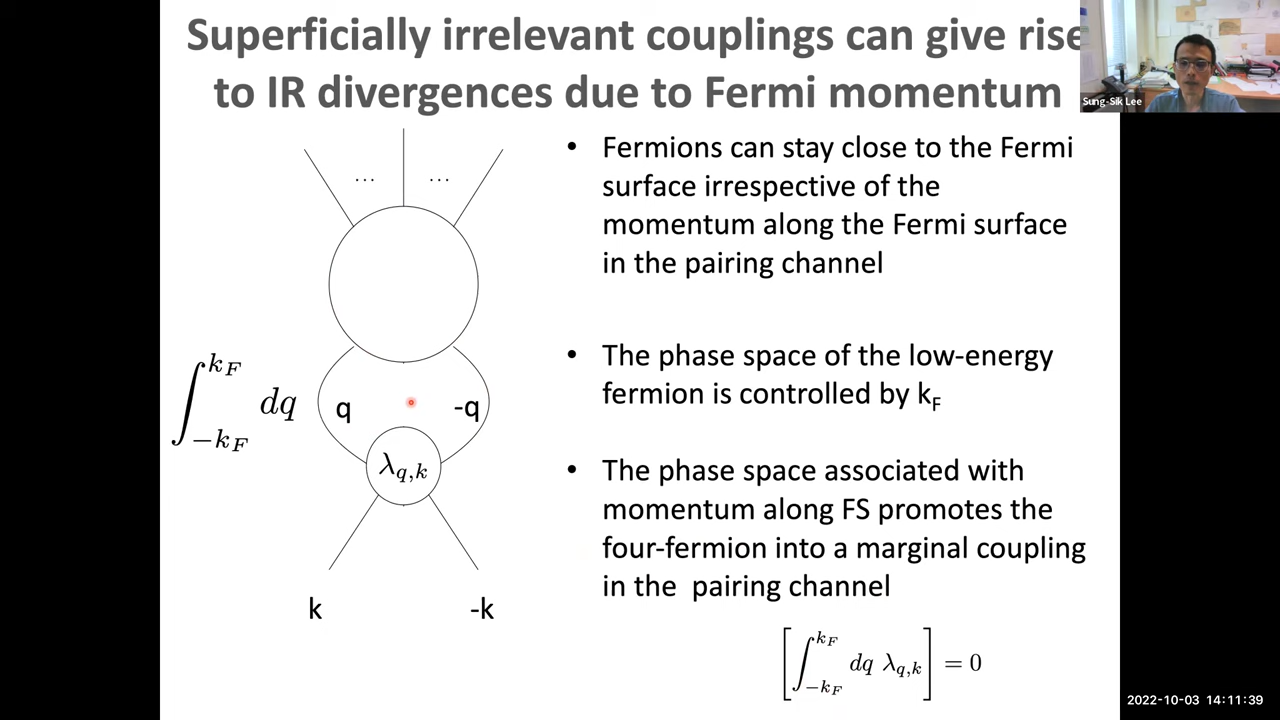 Superficially irrelevant couplings can give rise
to IR divergences due to Fermi momentum
Sung-Sik Lee
... ...
• Fermions can stay close to the Fermi
surface irrespective of the
momentum along the Fermi surface
in the pairing channel
• The phase space of the low-energy
fermion is controlled by k_F
• The phase space associated with
momentum along FS promotes the
four-fermion into a marginal coupling
in the pairing channel
∫_{-k_F}^{k_F} dq
q -q
λ_{q,k}
k -k
[∫_{-k_F}^{k_F} dq λ_{q,k}] = 0
2022-10-03 14:11:39